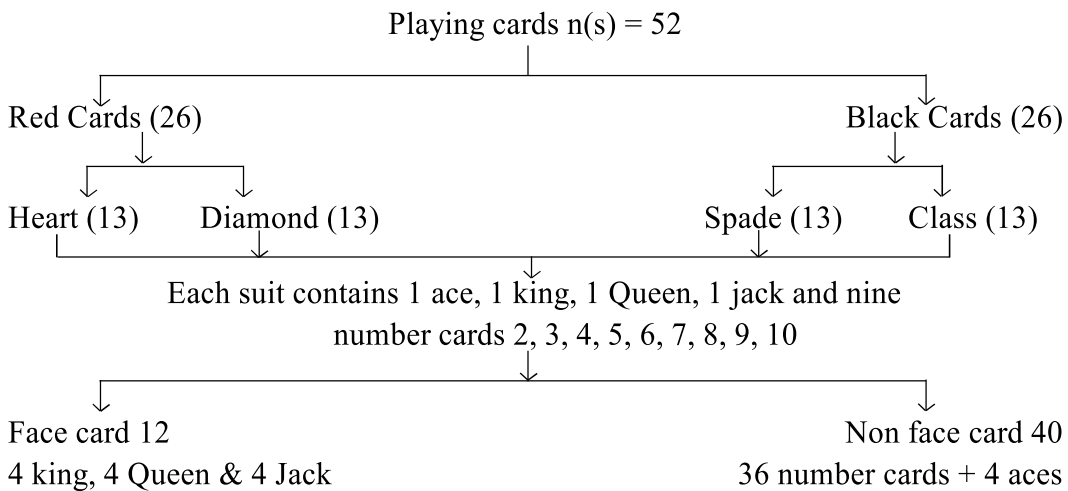 Playing cards n(s) = 52
Red Cards (26)
Black Cards (26)
Heart (13)
Diamond (13)
Spade (13)
Class (13)
Each suit contains 1 ace, 1 king, 1 Queen, 1 jack and nine
number cards 2, 3, 4, 5, 6, 7, 8, 9, 10
Face card 12
4 king, 4 Queen & 4 Jack
Non face card 40
36 number cards + 4 aces